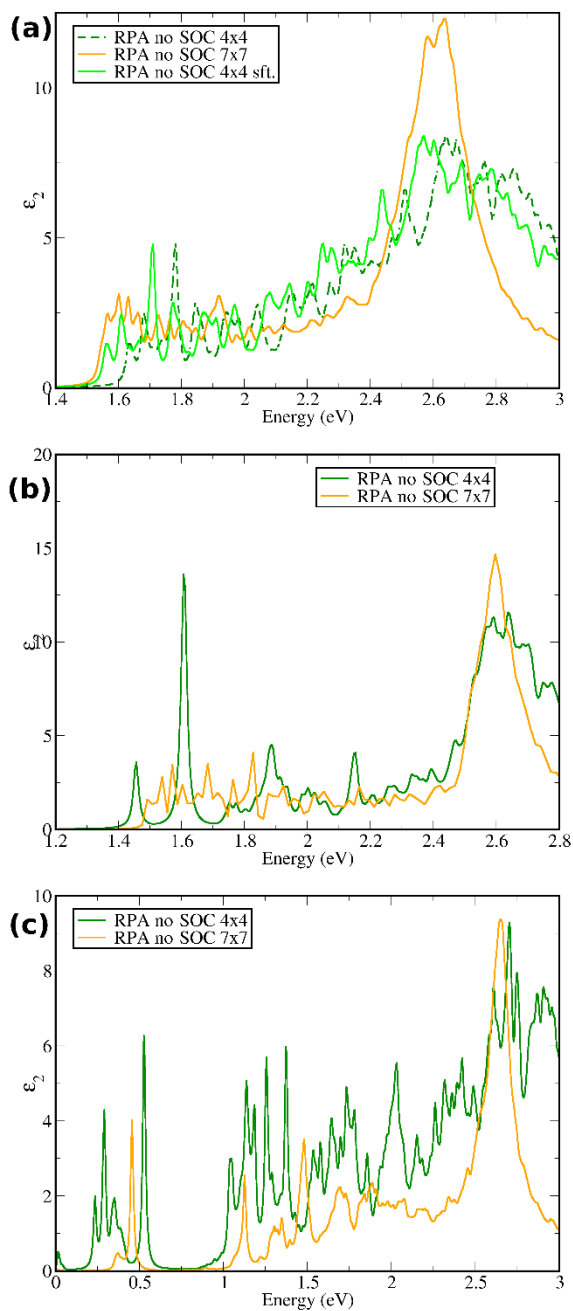 (a)
RPA no SOC 4x4
RPA no SOC 7x7
RPA no SOC 4x4 sft.
10
5
0
ε2
1.4 1.6 1.8 2 2.2 2.4 2.6 2.8 3
Energy (eV)
(b)
RPA no SOC 4x4
RPA no SOC 7x7
20
15
10
5
0
ε2
1.2 1.4 1.6 1.8 2 2.2 2.4 2.6 2.8
Energy (eV)
(c)
RPA no SOC 4x4
RPA no SOC 7x7
10
8
6
4
2
0
ε2
0 0.5 1 1.5 2 2.5 3
Energy (eV)